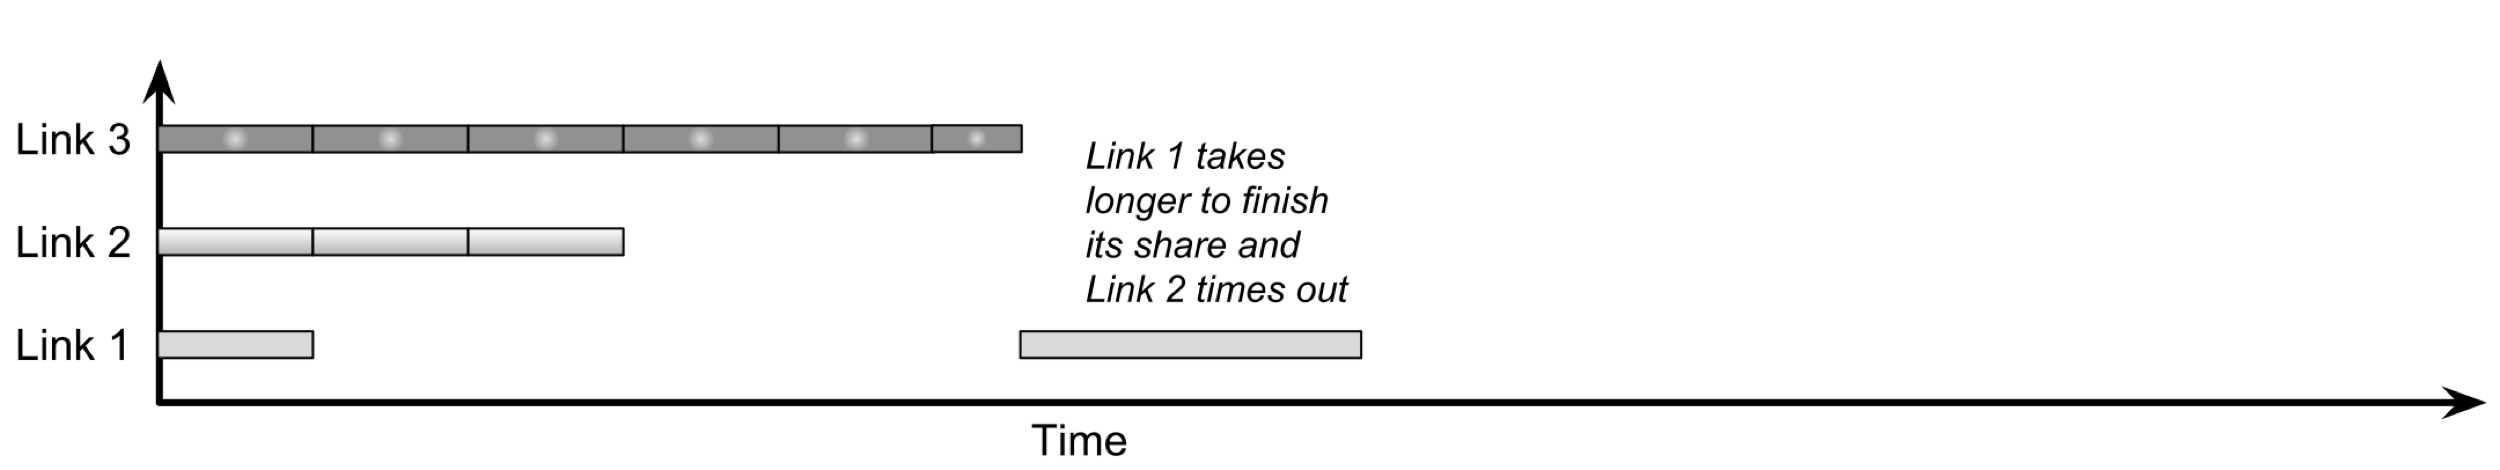 Link 3
Link 1 takes
longer to finish
its share and
Link 2 times out
Link 2
Link 1
Time